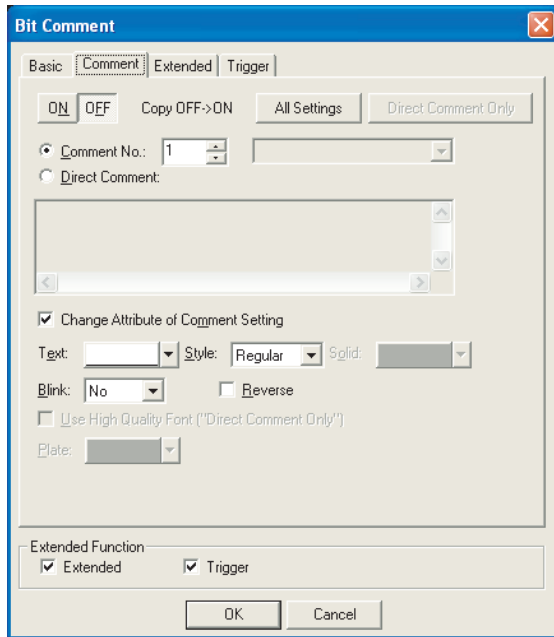 Bit Comment
Basic Comment Extended Trigger
ON OFF Copy OFF->ON All Settings Direct Comment Only
Comment No.: 1
Direct Comment:
Change Attribute of Comment Setting
Text: Style: Regular Solid:
Blink: No Reverse
Use High Quality Font ("Direct Comment Only")
Plate:
Extended Function
Extended Trigger
OK Cancel